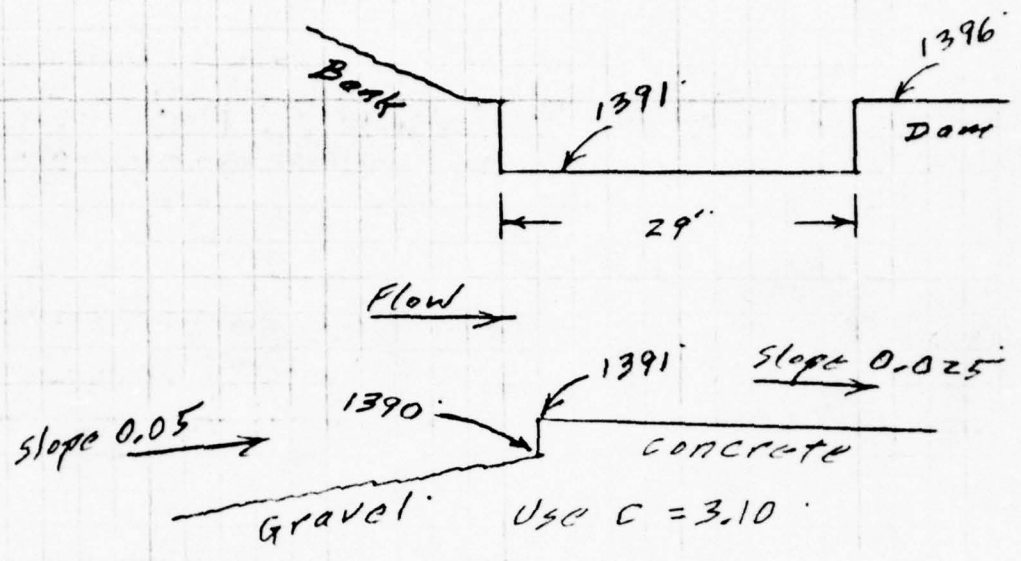 1396
Bank
1391
Dam
29'
Flow
1391
Slope 0.025
1390
Slope 0.05
Concrete
Gravel
Use C = 3.10